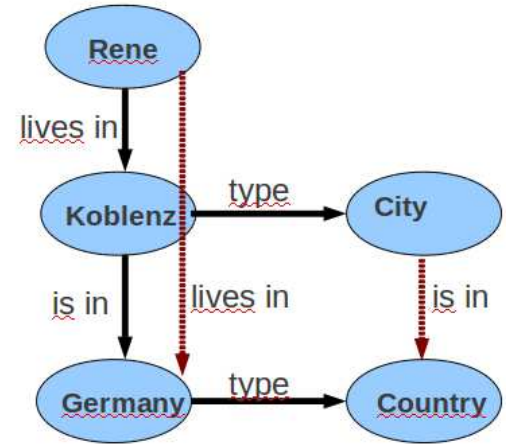 Rene
lives in
Koblenz
type
City
is in
lives in
is in
Germany
type
Country